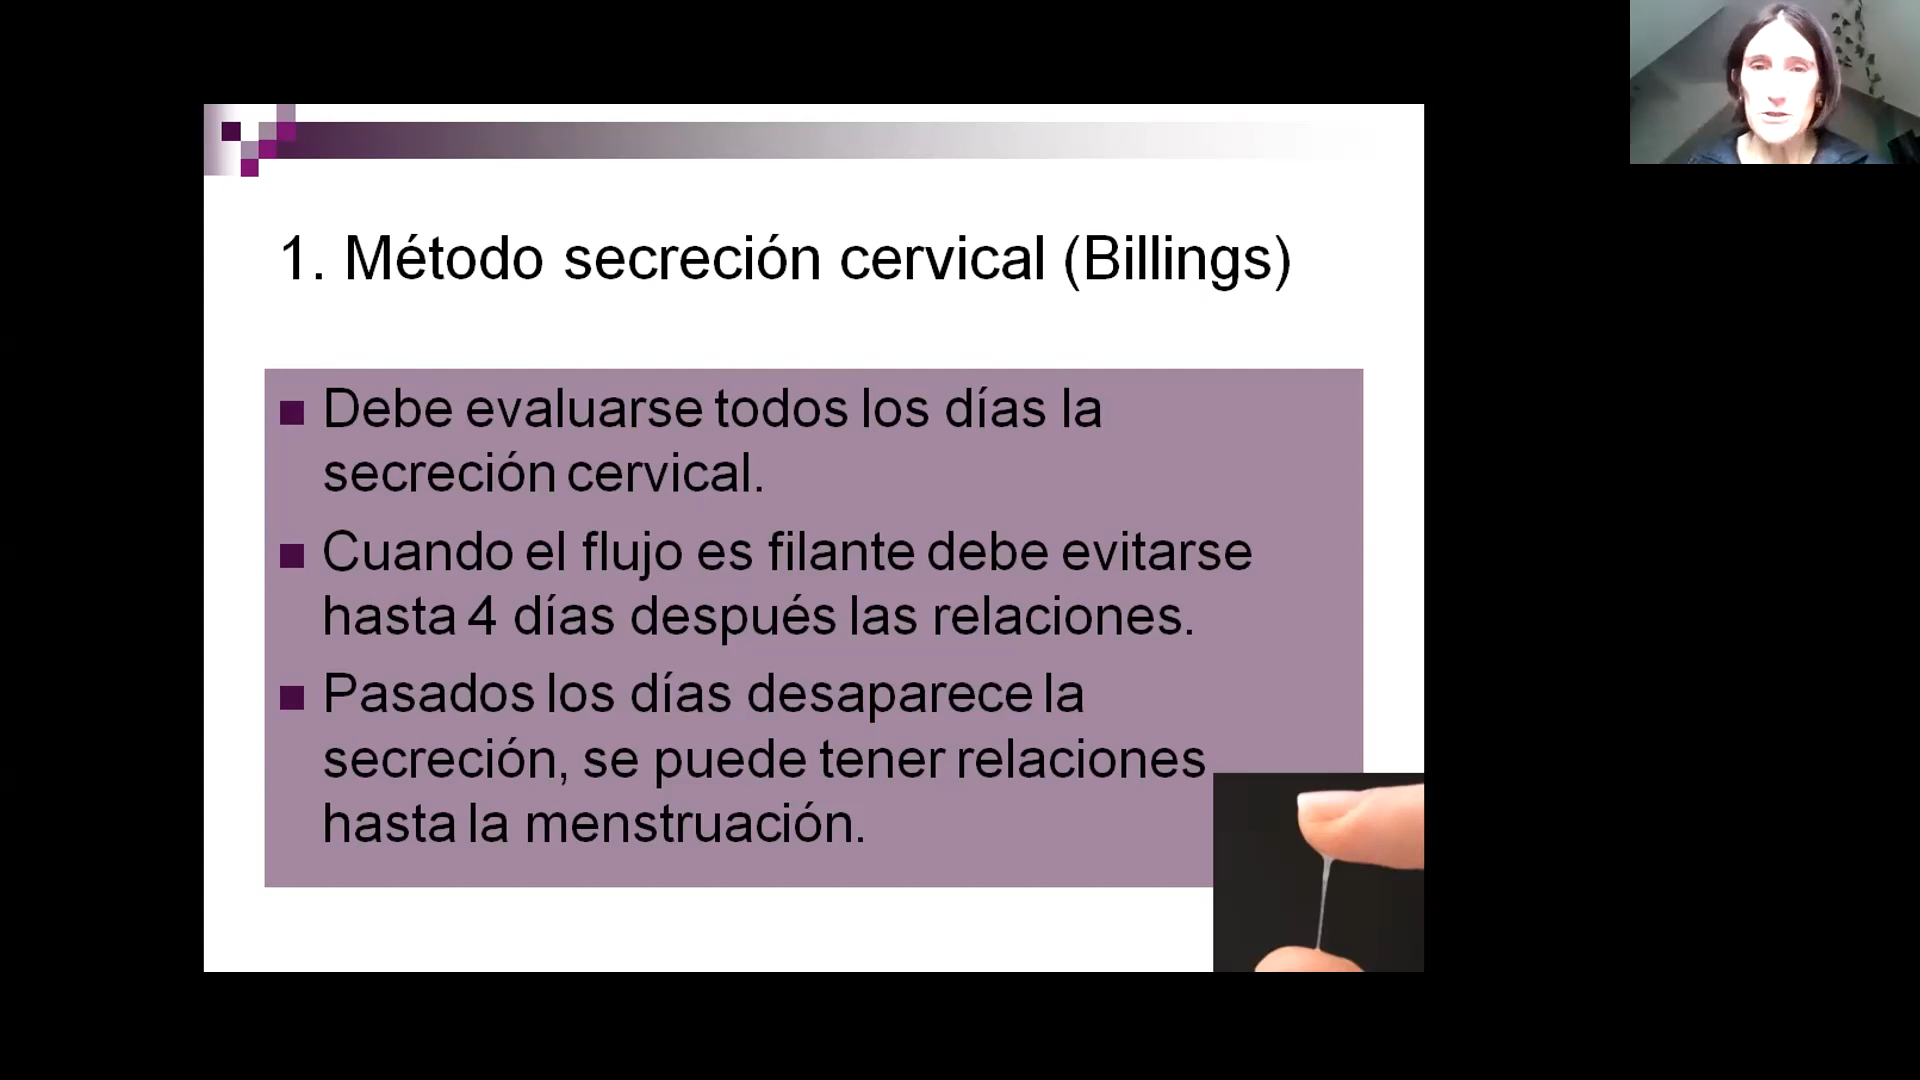 1. Método secreción cervical (Billings)
Debe evaluarse todos los días la
secreción cervical.
Cuando el flujo es filante debe evitarse
hasta 4 días después las relaciones.
Pasados los días desaparece la
secreción, se puede tener relaciones
hasta la menstruación.